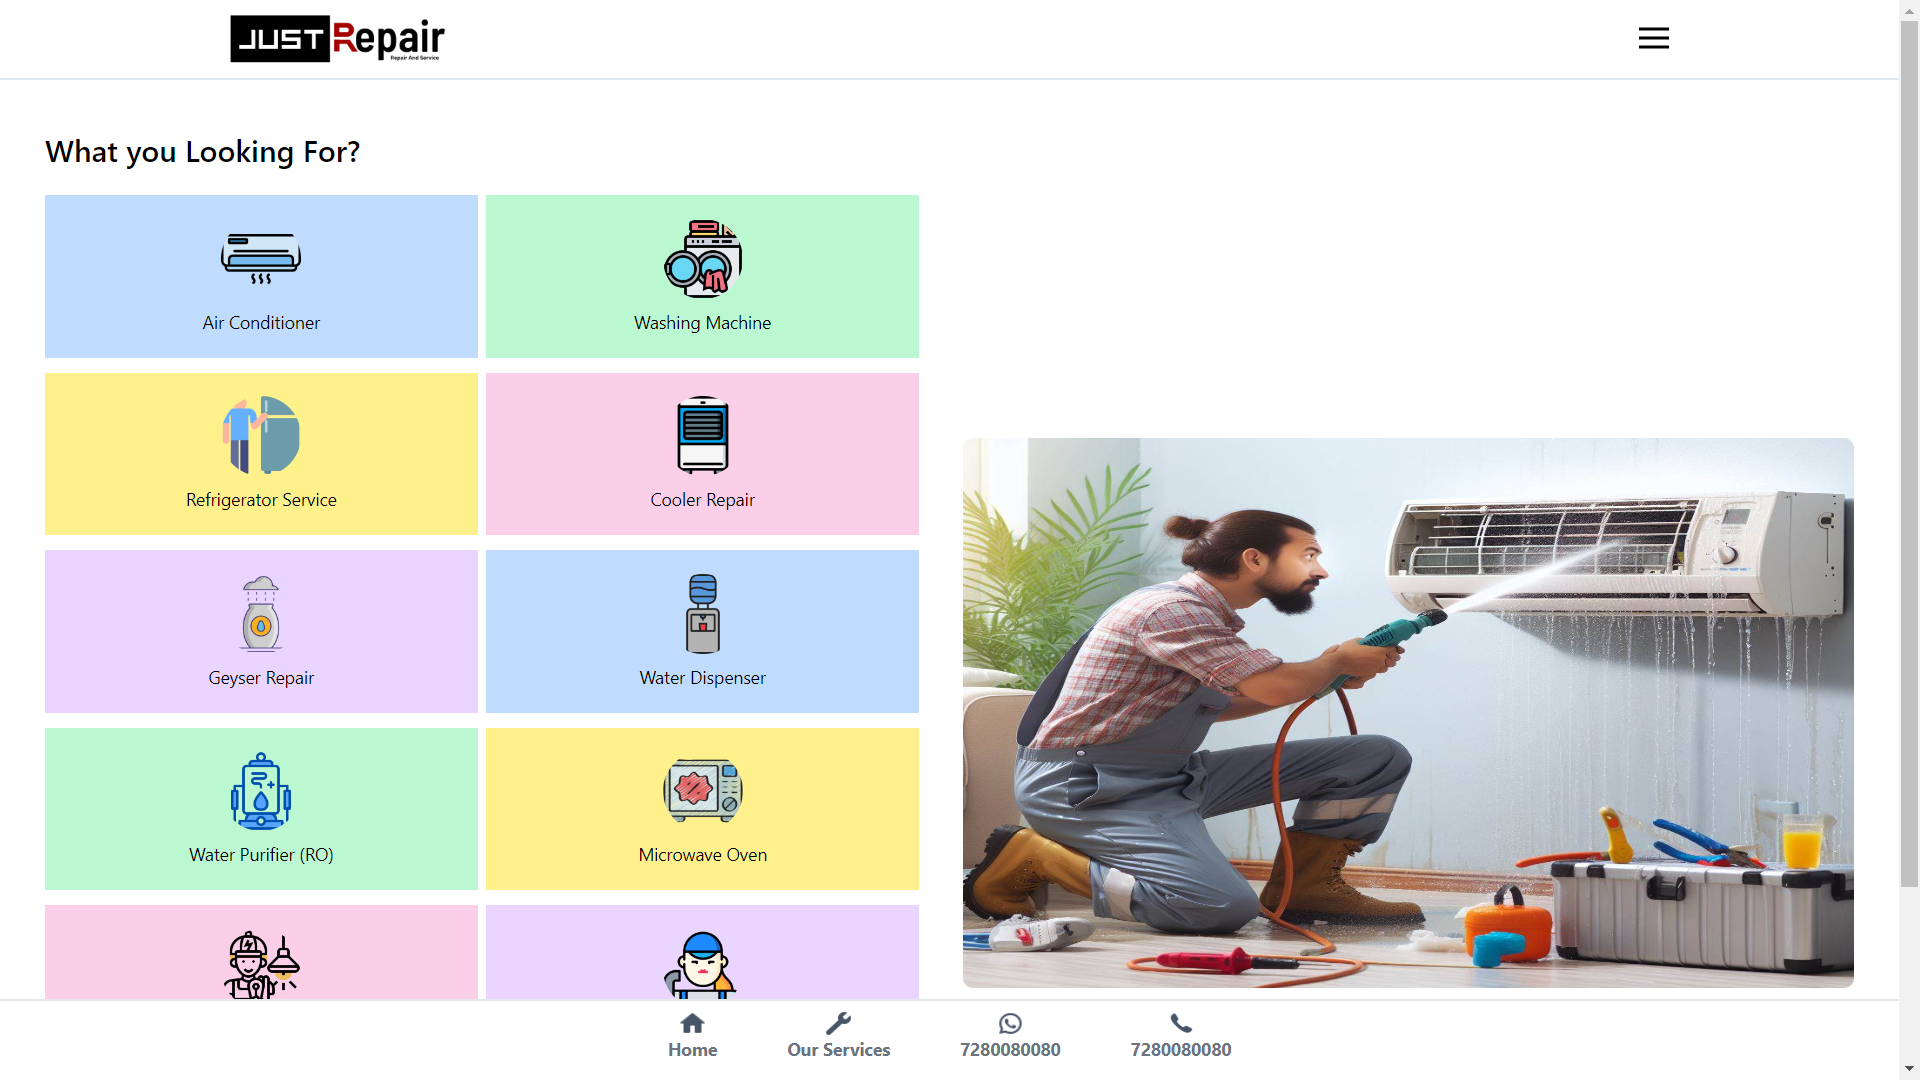 JUST Repair
Repair And Service
What you Looking For?
Air Conditioner
Washing Machine
Refrigerator Service
Cooler Repair
Geyser Repair
Water Dispenser
Water Purifier (RO)
Microwave Oven
Home
Our Services
7280080080
7280080080